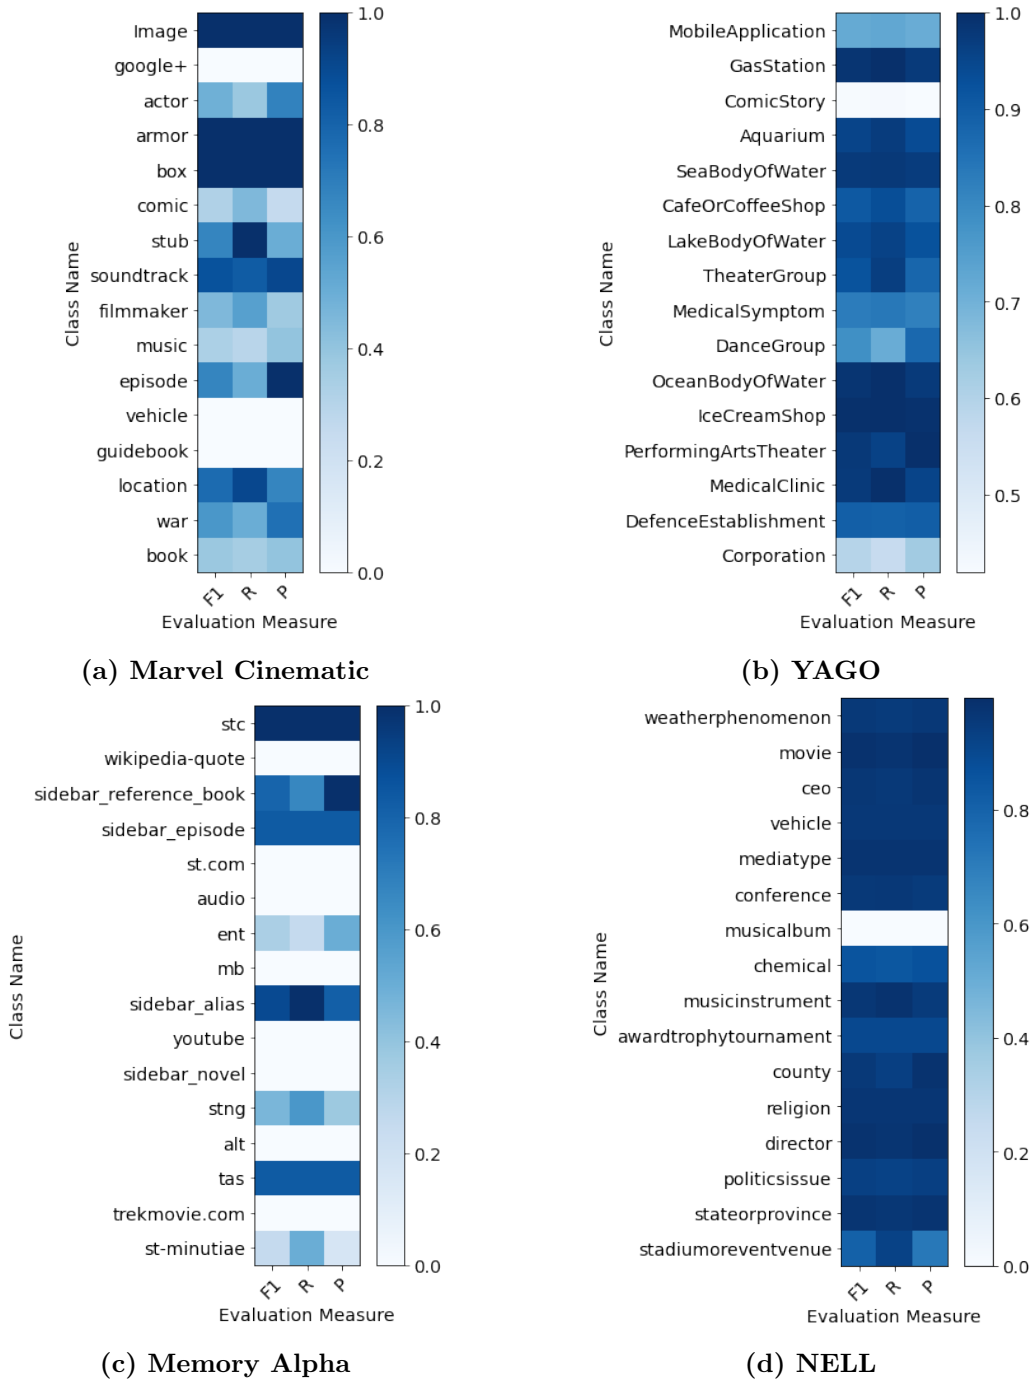 Image
google+
actor
armor
box
comic
stub
soundtrack
filmmaker
music
episode
vehicle
guidebook
location
war
book
Class Name
F1 R P
Evaluation Measure
1.0
0.8
0.6
0.4
0.2
0.0
(a) Marvel Cinematic
MobileApplication
GasStation
ComicStory
Aquarium
SeaBodyOfWater
CafeOrCoffeeShop
LakeBodyOfWater
TheaterGroup
MedicalSymptom
DanceGroup
OceanBodyOfWater
IceCreamShop
PerformingArtsTheater
MedicalClinic
DefenceEstablishment
Corporation
Class Name
F1 R P
Evaluation Measure
1.0
0.9
0.8
0.7
0.6
0.5
(b) YAGO
stc
wikipedia-quote
sidebar_reference_book
sidebar_episode
st.com
audio
ent
mb
sidebar_alias
youtube
sidebar_novel
stng
alt
tas
trekmovie.com
st-minutiae
Class Name
F1 R P
Evaluation Measure
1.0
0.8
0.6
0.4
0.2
0.0
(c) Memory Alpha
weatherphenomenon
movie
ceo
vehicle
mediatype
conference
musicalbum
chemical
musicinstrument
awardtrophytournament
county
religion
director
politicsissue
stateorprovince
stadiumoreventvenue
Class Name
F1 R P
Evaluation Measure
0.8
0.6
0.4
0.2
0.0
(d) NELL